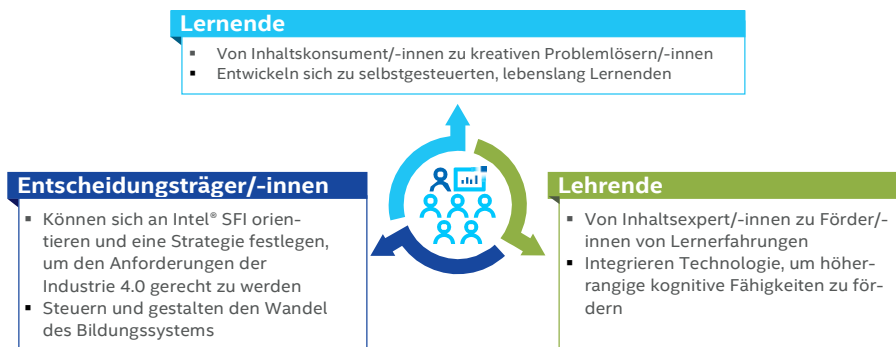 Lernende
▪ Von Inhaltskonsument/-innen zu kreativen Problemlösern/-innen
▪ Entwickeln sich zu selbstgesteuerten, lebenslang Lernenden
Entscheidungsträger/-innen
▪ Können sich an Intel® SFI orien-
tieren und eine Strategie festlegen,
um den Anforderungen der
Industrie 4.0 gerecht zu werden
▪ Steuern und gestalten den Wandel
des Bildungssystems
Lehrende
▪ Von Inhaltsexpert/-innen zu Förder/-
innen von Lernerfahrungen
▪ Integrieren Technologie, um höher-
rangige kognitive Fähigkeiten zu för-
dern